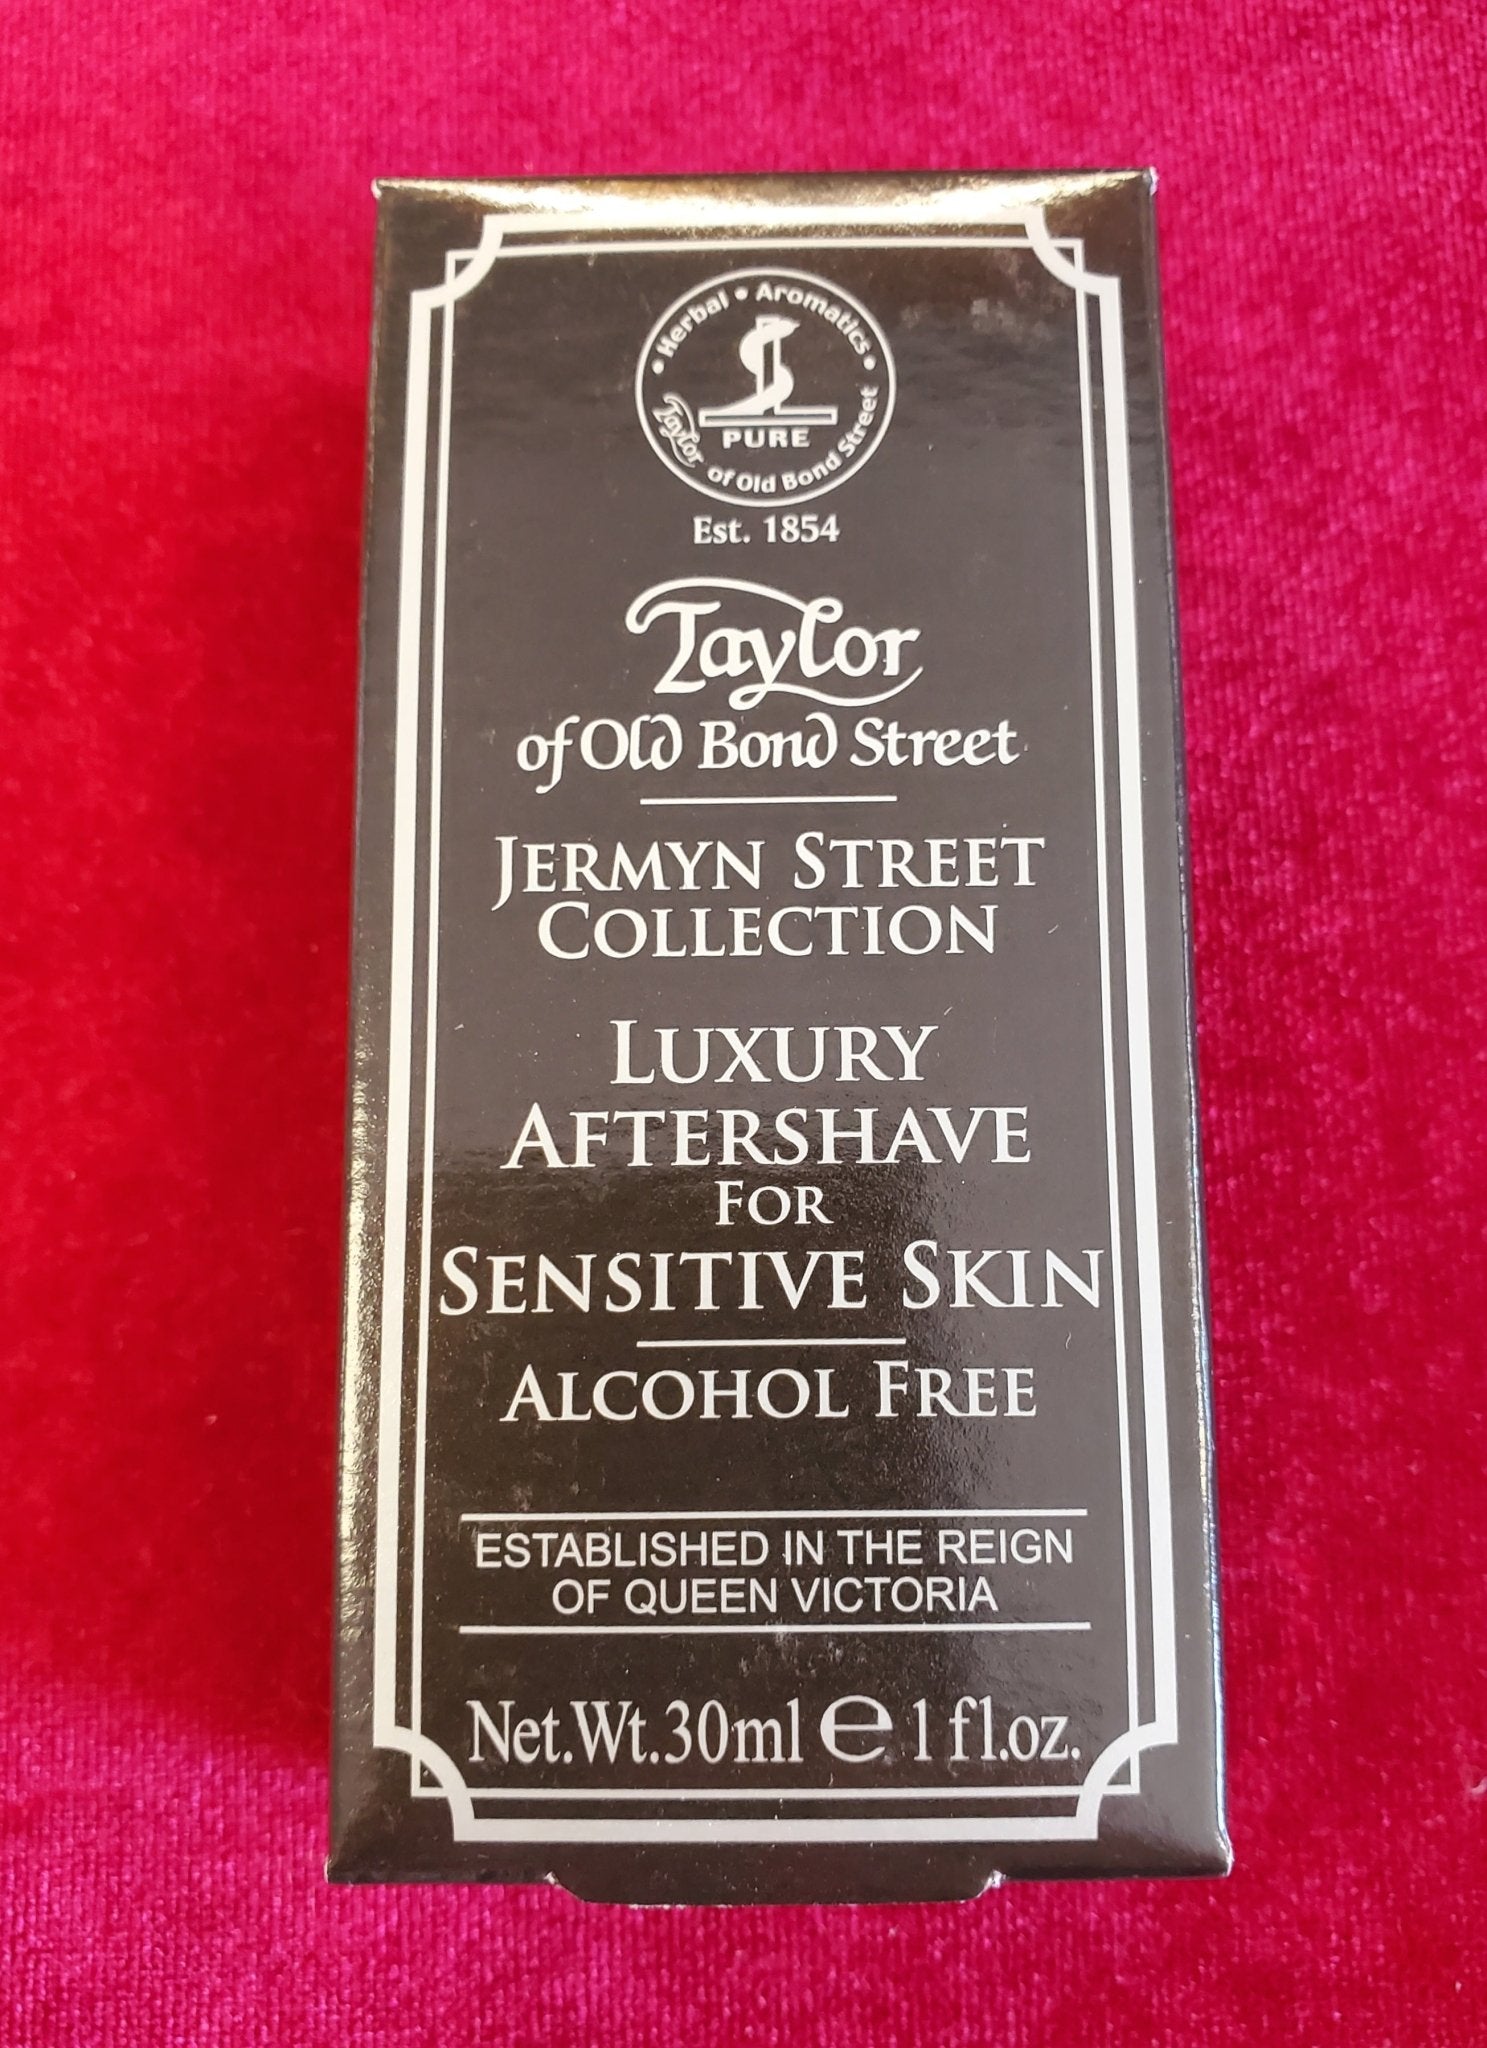 • Herbal • Aromatics •
PURE
Taylor of Old Bond Street
Est. 1854
Taylor
of Old Bond Street
JERMYN STREET
COLLECTION
LUXURY
AFTERSHAVE
FOR
SENSITIVE SKIN
ALCOHOL FREE
ESTABLISHED IN THE REIGN
OF QUEEN VICTORIA
Net.Wt.30ml e 1 fl.oz.